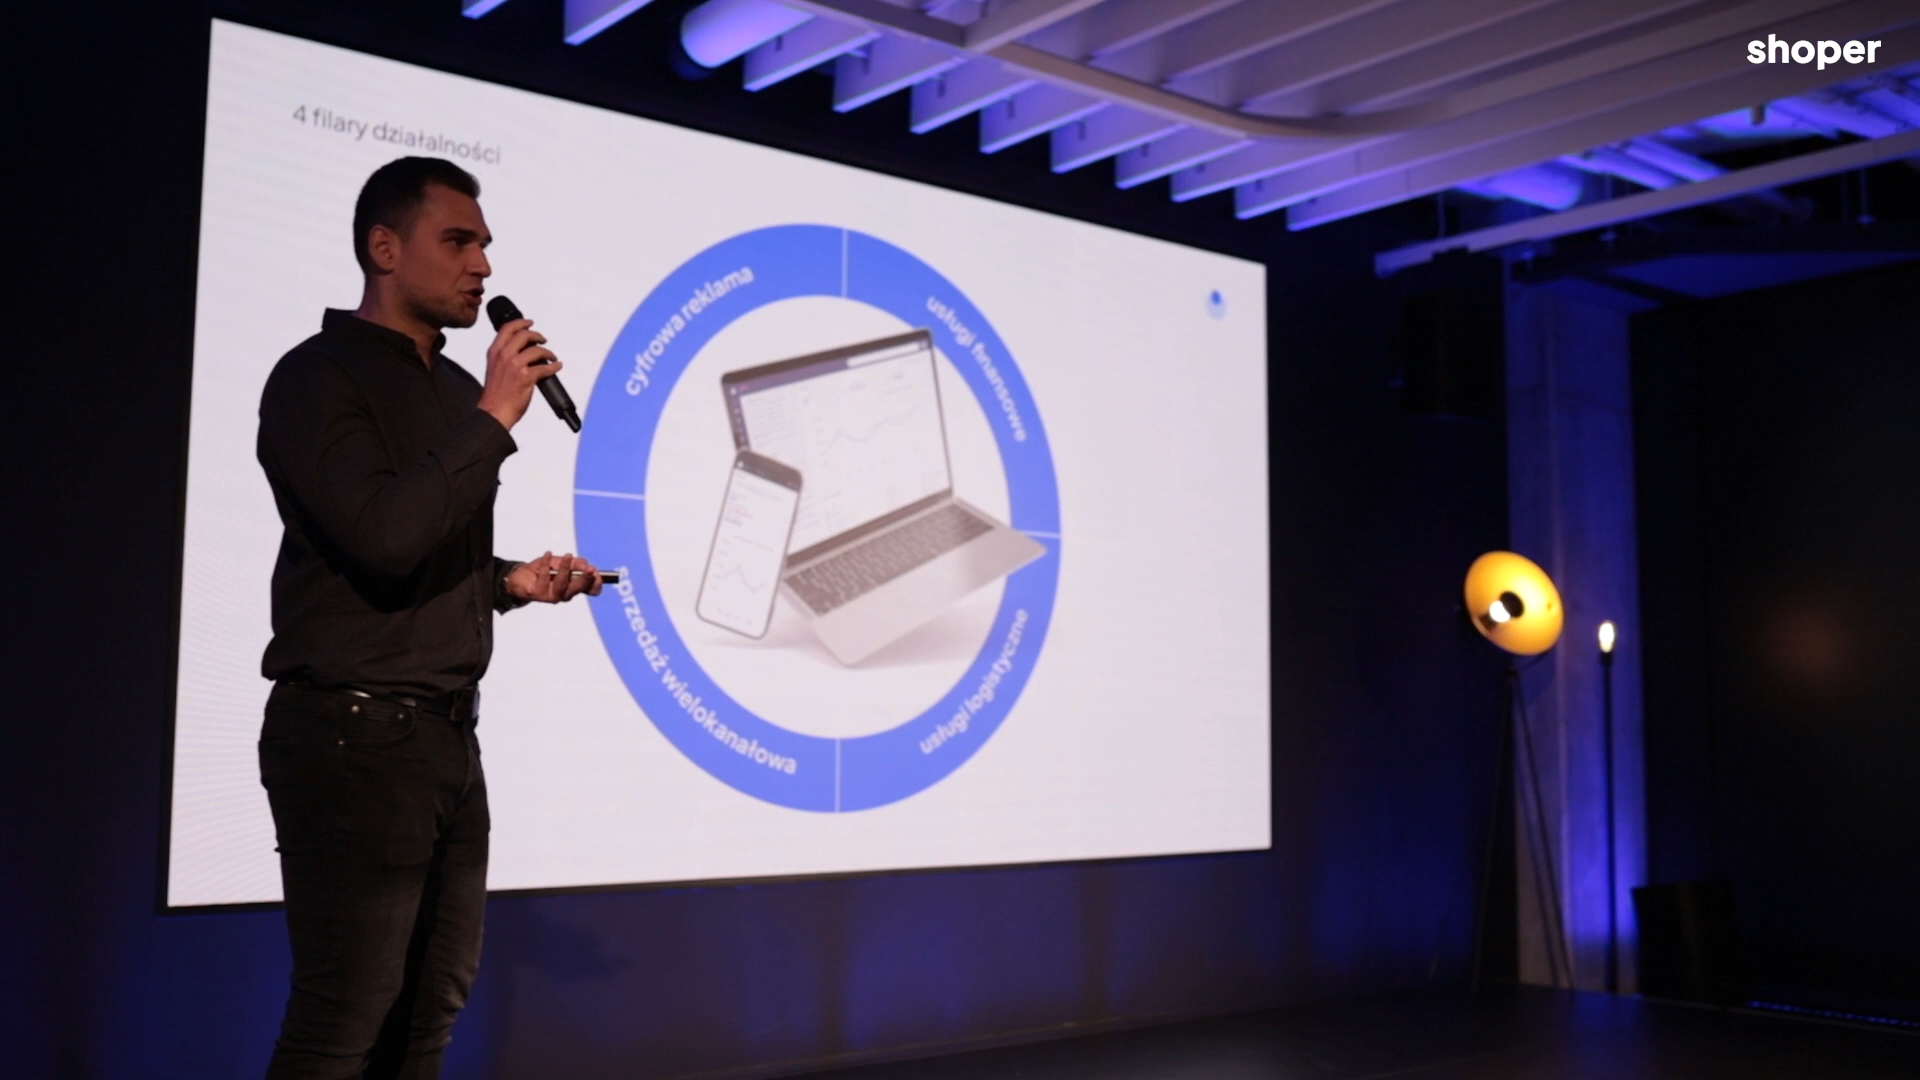 shoper
4 filary działalności
cyfrowa reklama
usługi finansowe
sprzedaż wielokanałowa
usługi logistyczne